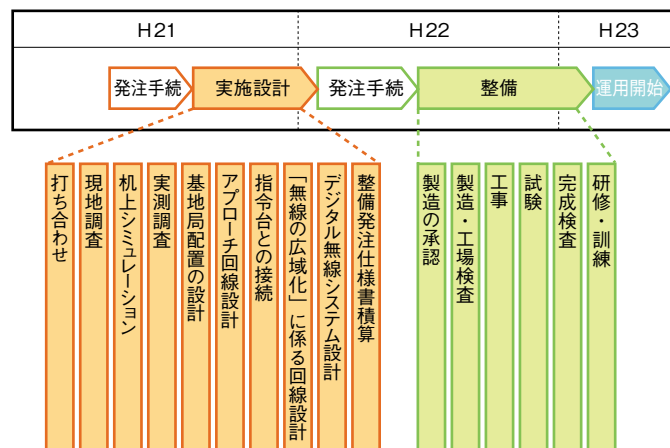 H21
H22
H23
発注手続
実施設計
発注手続
整備
運用開始
打ち合わせ
現地調査
机上シミュレーション
実測調査
基地局配置の設計
アプローチ回線設計
指令台との接続
「無線の広域化」に係る回線設計
デジタル無線システム設計
整備発注仕様書積算
製造の承認
製造・工場検査
工事
試験
完成検査
研修・訓練